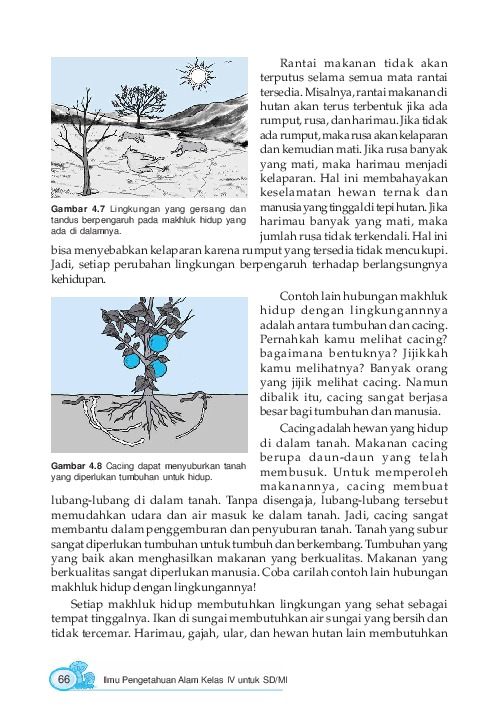 Rantai makanan tidak akan
terputus selama semua mata rantai
tersedia. Misalnya, rantai makanan di
hutan akan terus terbentuk jika ada
rumput, rusa, dan harimau. Jika tidak
ada rumput, maka rusa akan kelaparan
dan kemudian mati. Jika rusa banyak
yang mati, maka harimau menjadi
kelaparan. Hal ini membahayakan
keselamatan hewan ternak dan
manusia yang tinggal di tepi hutan. Jika
harimau banyak yang mati, maka
jumlah rusa tidak terkendali. Hal ini
Gambar 4.7 Lingkungan yang gersang dan
tandus berpengaruh pada makhluk hidup yang
ada di dalamnya.
bisa menyebabkan kelaparan karena rumput yang tersedia tidak mencukupi.
Jadi, setiap perubahan lingkungan berpengaruh terhadap berlangsungnya
kehidupan.
Contoh lain hubungan makhluk
hidup dengan lingkungannnya
adalah antara tumbuhan dan cacing.
Pernahkah kamu melihat cacing?
bagaimana bentuknya? Jijikkah
kamu melihatnya? Banyak orang
yang jijik melihat cacing. Namun
dibalik itu, cacing sangat berjasa
besar bagi tumbuhan dan manusia.
Cacing adalah hewan yang hidup
di dalam tanah. Makanan cacing
berupa daun-daun yang telah
membusuk. Untuk memperoleh
makanannya, cacing membuat
Gambar 4.8 Cacing dapat menyuburkan tanah
yang diperlukan tumbuhan untuk hidup.
lubang-lubang di dalam tanah. Tanpa disengaja, lubang-lubang tersebut
memudahkan udara dan air masuk ke dalam tanah. Jadi, cacing sangat
membantu dalam penggemburan dan penyuburan tanah. Tanah yang subur
sangat diperlukan tumbuhan untuk tumbuh dan berkembang. Tumbuhan yang
yang baik akan menghasilkan makanan yang berkualitas. Makanan yang
berkualitas sangat diperlukan manusia. Coba carilah contoh lain hubungan
makhluk hidup dengan lingkungannya!
Setiap makhluk hidup membutuhkan lingkungan yang sehat sebagai
tempat tinggalnya. Ikan di sungai membutuhkan air sungai yang bersih dan
tidak tercemar. Harimau, gajah, ular, dan hewan hutan lain membutuhkan
66 Ilmu Pengetahuan Alam Kelas IV untuk SD/MI